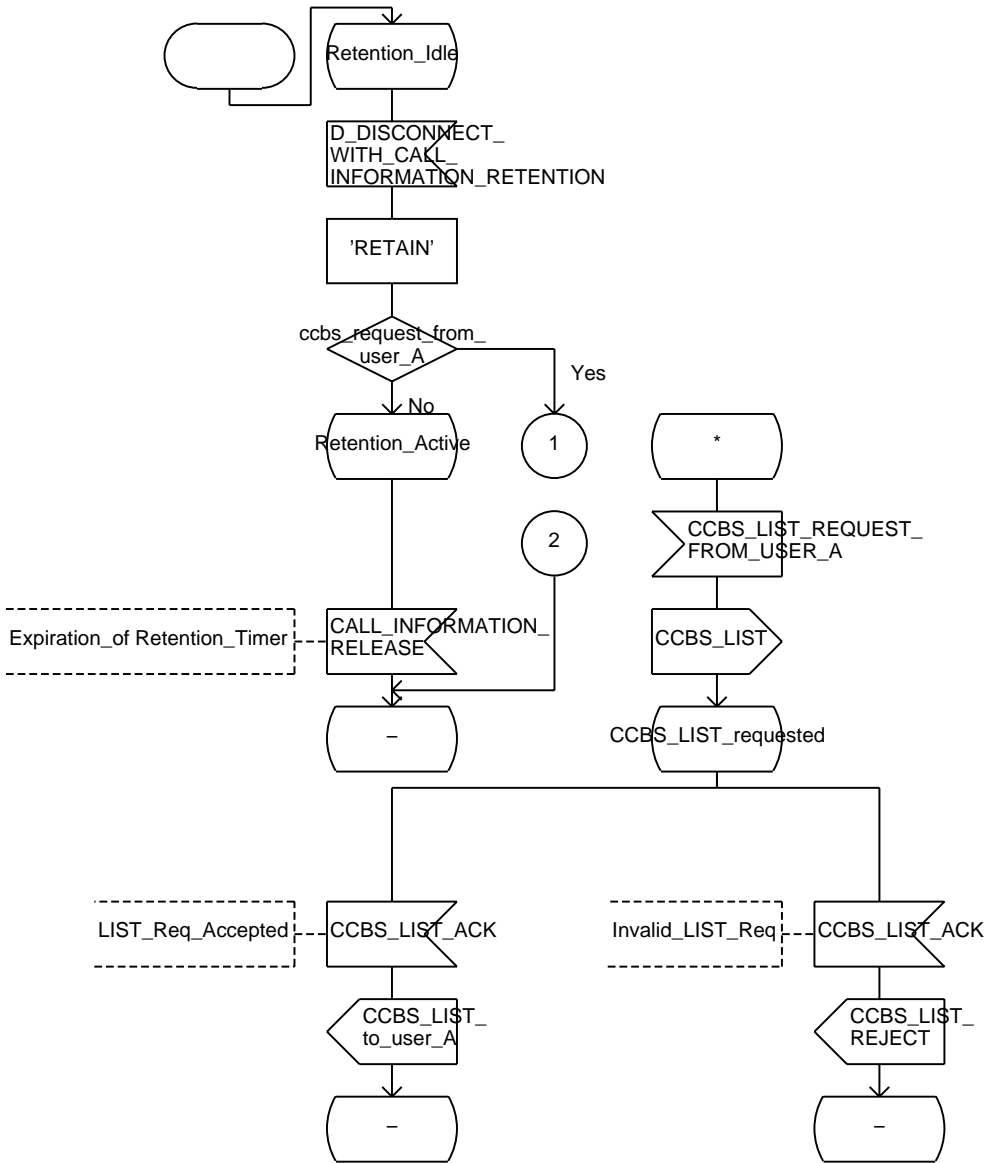 Retention_Idle
D_DISCONNECT_
WITH_CALL_
INFORMATION_RETENTION
'RETAIN'
ccbs_request_from_
user_A
Yes
No
Retention_Active
1
*
2
CCBS_LIST_REQUEST_
FROM_USER_A
Expiration_of Retention_Timer
CALL_INFORMATION_
RELEASE
CCBS_LIST
–
CCBS_LIST_requested
LIST_Req_Accepted
CCBS_LIST_ACK
Invalid_LIST_Req
CCBS_LIST_ACK
CCBS_LIST_
to_user_A
CCBS_LIST_
REJECT
–
–